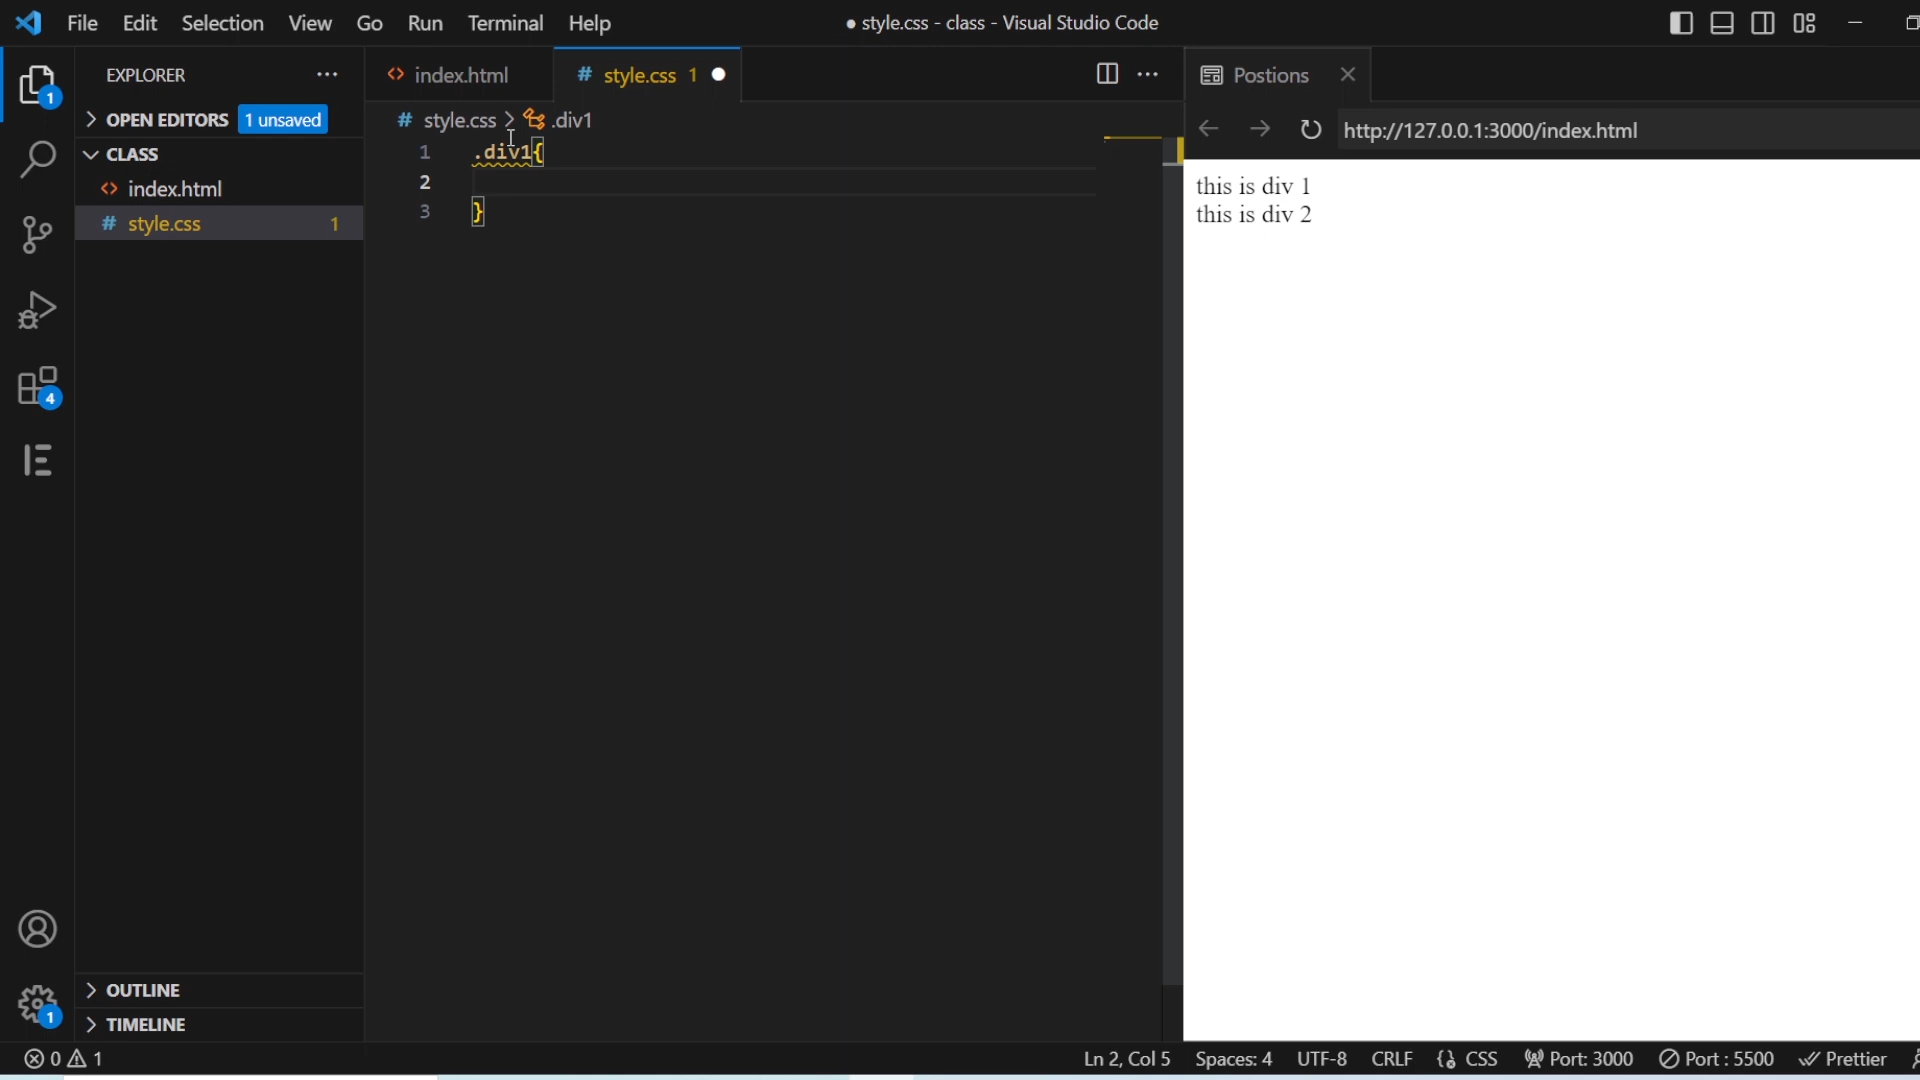 File Edit Selection View Go Run Terminal Help
● style.css - class - Visual Studio Code
EXPLORER
OPEN EDITORS 1 unsaved
CLASS
index.html
# style.css 1
OUTLINE
TIMELINE
1
4
1
index.html
# style.css 1
# style.css > .div1
1 .div1{
2
3 }
Postions
http://127.0.0.1:3000/index.html
this is div 1
this is div 2
0 1
Ln 2, Col 5 Spaces: 4 UTF-8 CRLF CSS Port: 3000 Port : 5500 Prettier